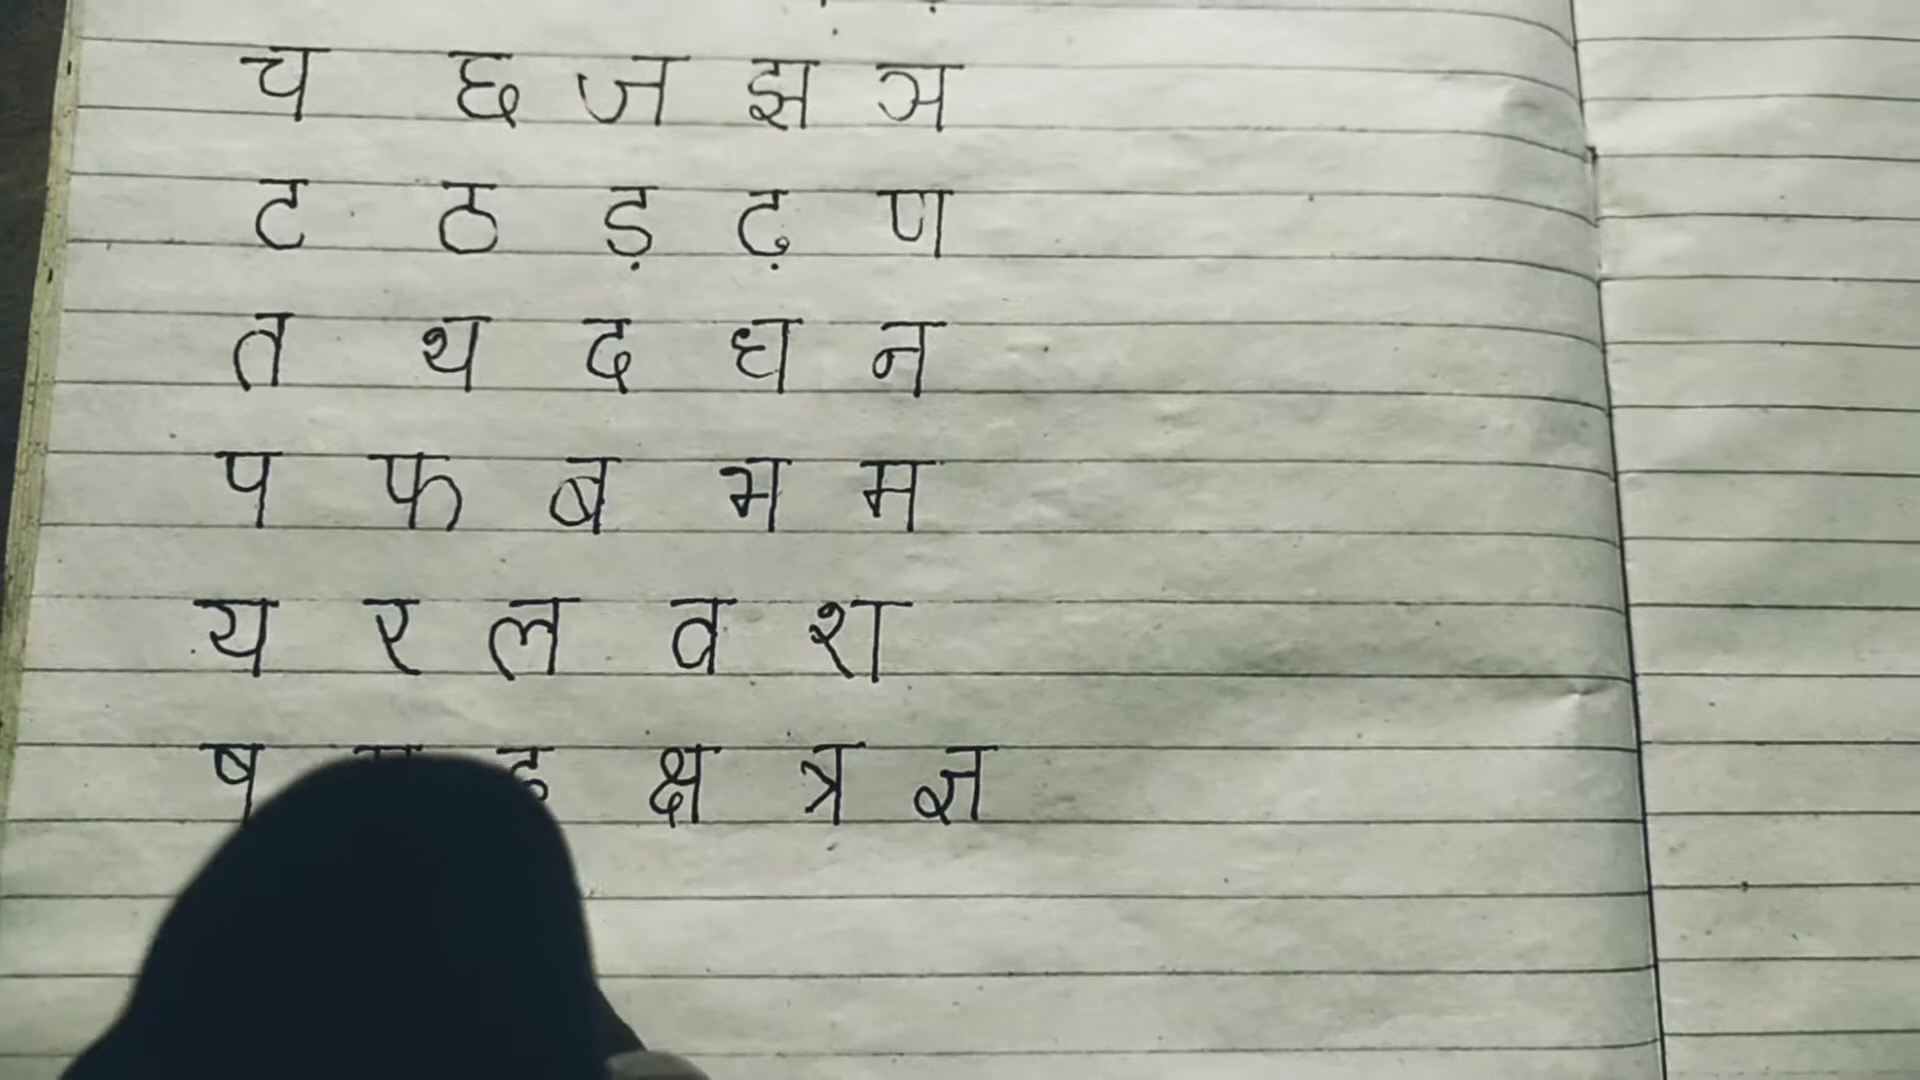 च छ ज झ ञ
ट ठ ड़ ढ़ ण
त थ द ध न
प फ ब भ म
य र ल व श
ष क्ष त्र ज्ञ